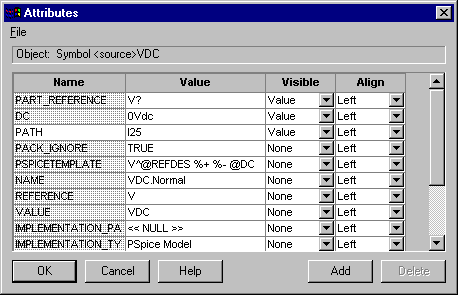 Attributes
File
Object: Symbol <source>VDC
Name Value Visible Align
PART_REFERENCE V? Value Left
DC 0Vdc Value Left
PATH I25 Value Left
PACK_IGNORE TRUE None Left
PSPICETEMPLATE V^@REFDES %+ %- @DC None Left
NAME VDC.Normal None Left
REFERENCE V None Left
VALUE VDC None Left
IMPLEMENTATION_PA << NULL >> None Left
IMPLEMENTATION_TY PSpice Model None Left
OK Cancel Help Add Delete